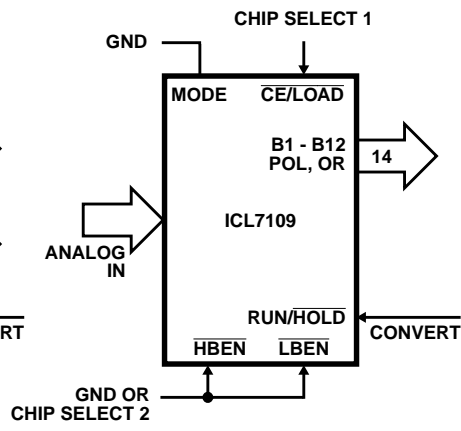 CHIP SELECT 1
GND
MODE
CE/LOAD
B1 - B12
POL, OR
14
ICL7109
ANALOG
IN
RUN/HOLD
CONVERT
RT
HBEN
LBEN
GND OR
CHIP SELECT 2